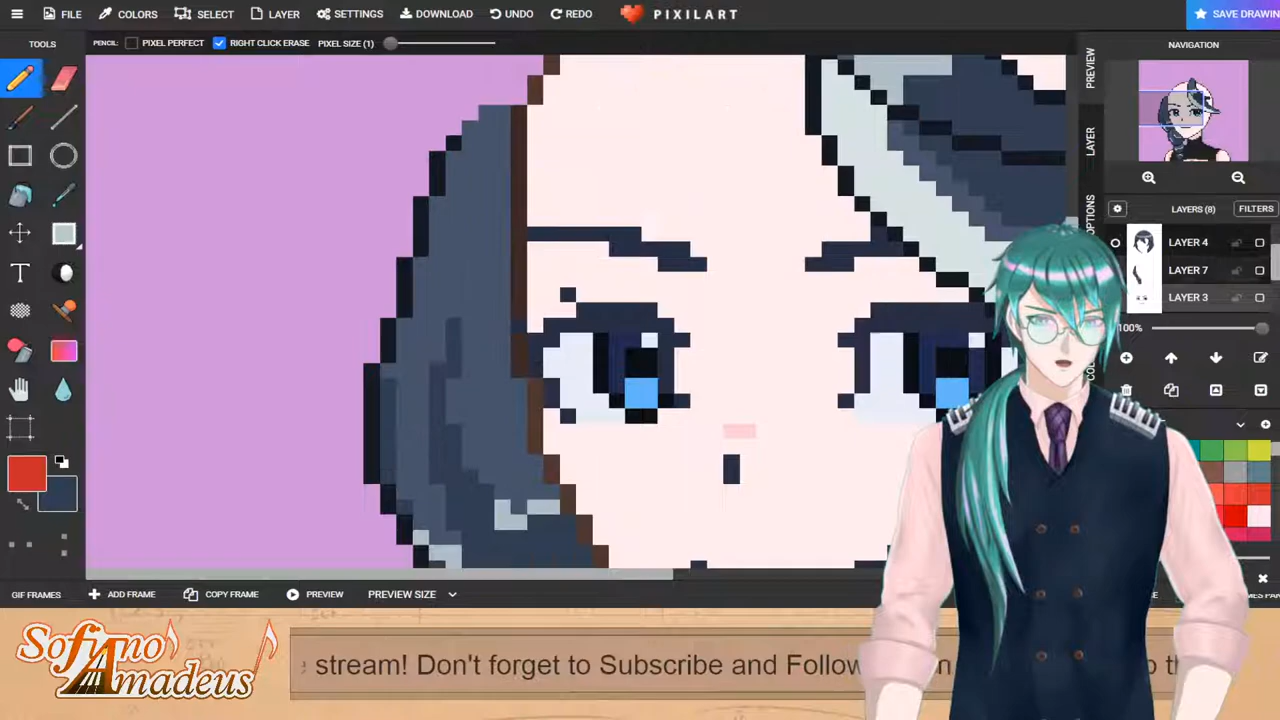 FILE COLORS SELECT LAYER SETTINGS DOWNLOAD UNDO REDO PIXILART SAVE DRAWIN
TOOLS PENCIL: PIXEL PERFECT RIGHT CLICK ERASE PIXEL SIZE (1) NAVIGATION
PREVIEW
LAYER
OPTIONS
LAYERS (8) FILTERS
LAYER 4
LAYER 7
LAYER 3
100%
GIF FRAMES ADD FRAME COPY FRAME PREVIEW PREVIEW SIZE
Sofiano
Amadeus
stream! Don't forget to Subscribe and Follow